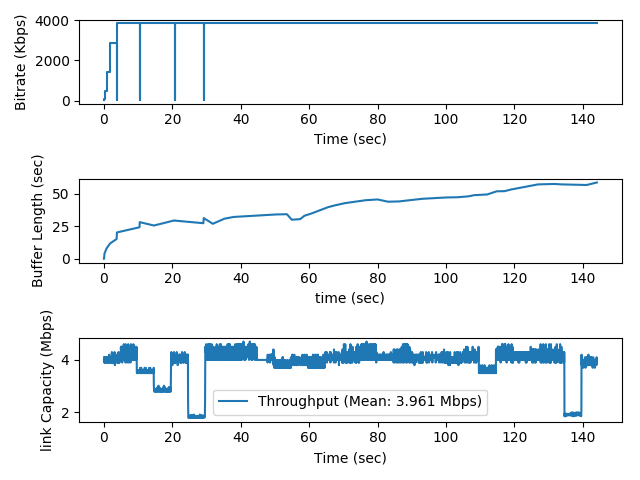 Bitrate (Kbps)
4000
2000
0
0 20 40 60 80 100 120 140
Time (sec)
Buffer Length (sec)
50
25
0
0 20 40 60 80 100 120 140
time (sec)
link Capacity (Mbps)
4
2
Throughput (Mean: 3.961 Mbps)
0 20 40 60 80 100 120 140
Time (sec)